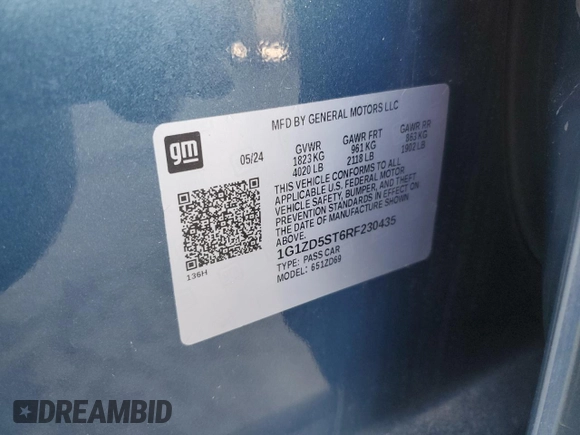 MFD BY GENERAL MOTORS LLC
gm
05/24
GVWR GAWR FRT GAWR RR
1823 KG 961 KG 863 KG
4020 LB 2118 LB 1902 LB
THIS VEHICLE CONFORMS TO ALL
APPLICABLE U.S. FEDERAL MOTOR
VEHICLE SAFETY, BUMPER, AND THEFT
PREVENTION STANDARDS IN EFFECT ON
THE DATE OF MANUFACTURE SHOWN
ABOVE.
1G1ZD5ST6RF230435
TYPE: PASS CAR
MODEL: 651ZD69
136H
DREAMBID